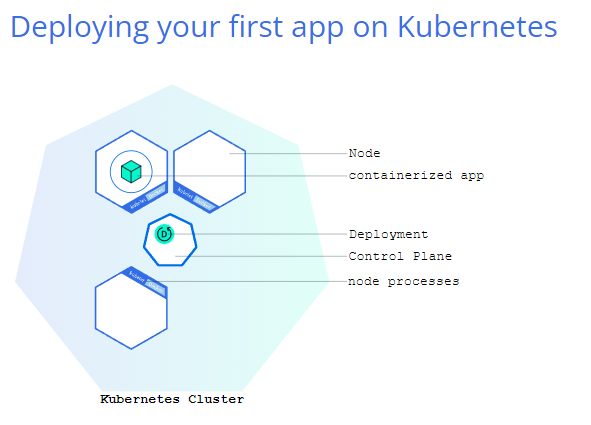 Deploying your first app on Kubernetes
Node
containerized app
Deployment
Control Plane
node processes
D
Kubernetes Cluster